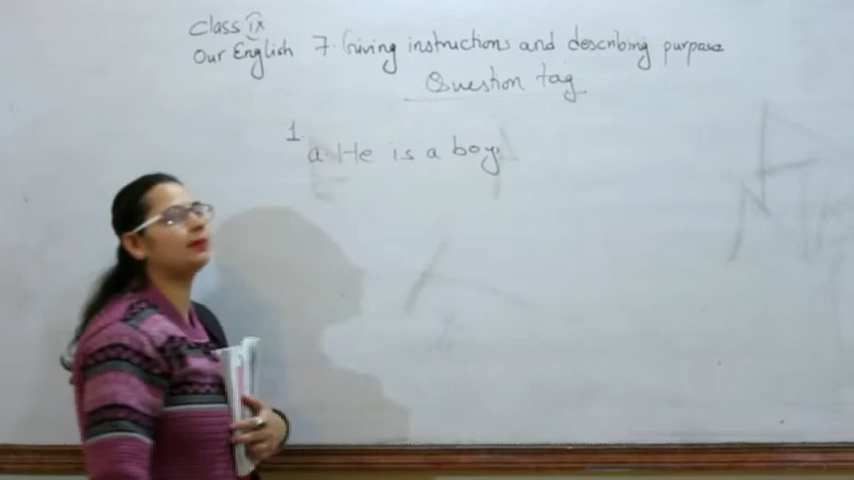 Class IX
Our English 7. Giving instructions and describing purpose
Question tag
1.
a. He is a boy.